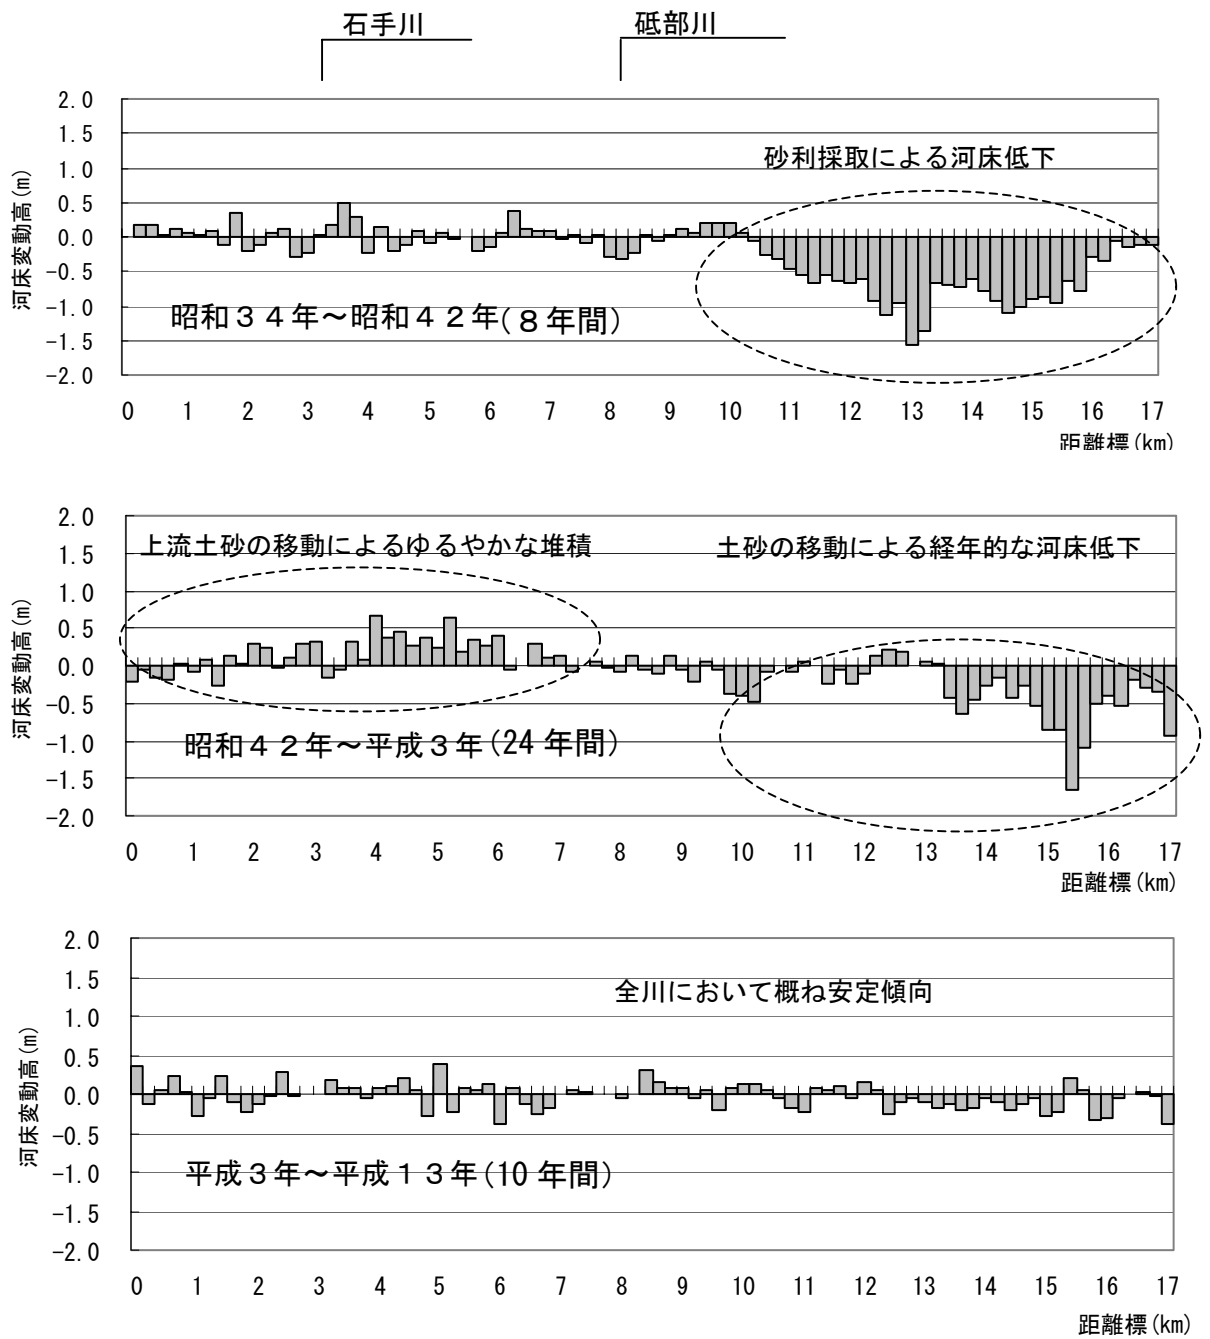 石手川
砥部川
2.0
1.5
1.0
0.5
0.0
-0.5
-1.0
-1.5
-2.0
河床変動高(m)
砂利採取による河床低下
昭和34年～昭和42年(8年間)
0 1 2 3 4 5 6 7 8 9 10 11 12 13 14 15 16 17
距離標(km)
2.0
1.5
1.0
0.5
0.0
-0.5
-1.0
-1.5
-2.0
河床変動高(m)
上流土砂の移動によるゆるやかな堆積
土砂の移動による経年的な河床低下
昭和42年～平成3年(24年間)
0 1 2 3 4 5 6 7 8 9 10 11 12 13 14 15 16 17
距離標(km)
2.0
1.5
1.0
0.5
0.0
-0.5
-1.0
-1.5
-2.0
河床変動高(m)
全川において概ね安定傾向
平成3年～平成13年(10年間)
0 1 2 3 4 5 6 7 8 9 10 11 12 13 14 15 16 17
距離標(km)